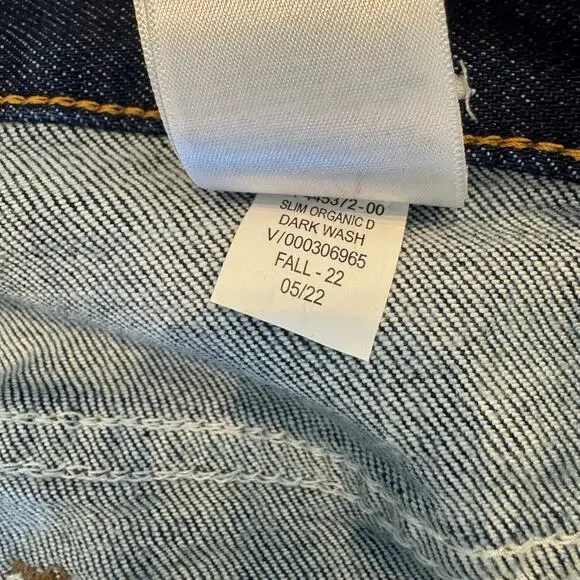 SLIM ORGANIC D
DARK WASH
V/000306965
FALL - 22
05/22